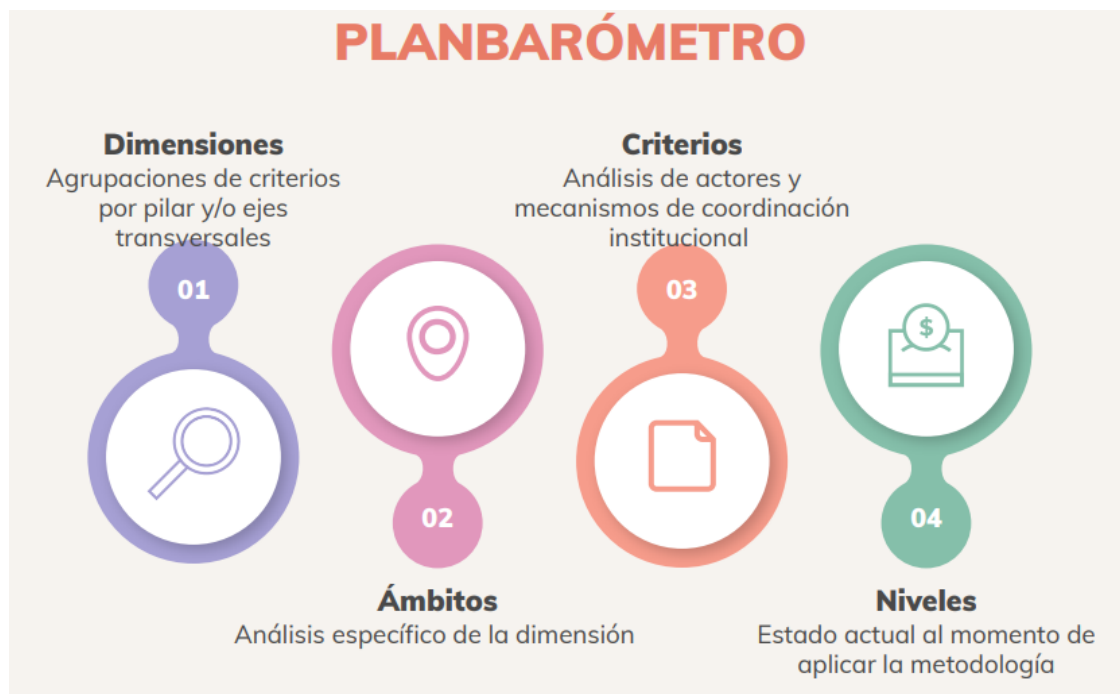 PLANBARÓMETRO
Dimensiones
Agrupaciones de criterios
por pilar y/o ejes
transversales
01
Ámbitos
Análisis específico de la dimensión
02
Criterios
Análisis de actores y
mecanismos de coordinación
institucional
03
$
04
Niveles
Estado actual al momento de
aplicar la metodología